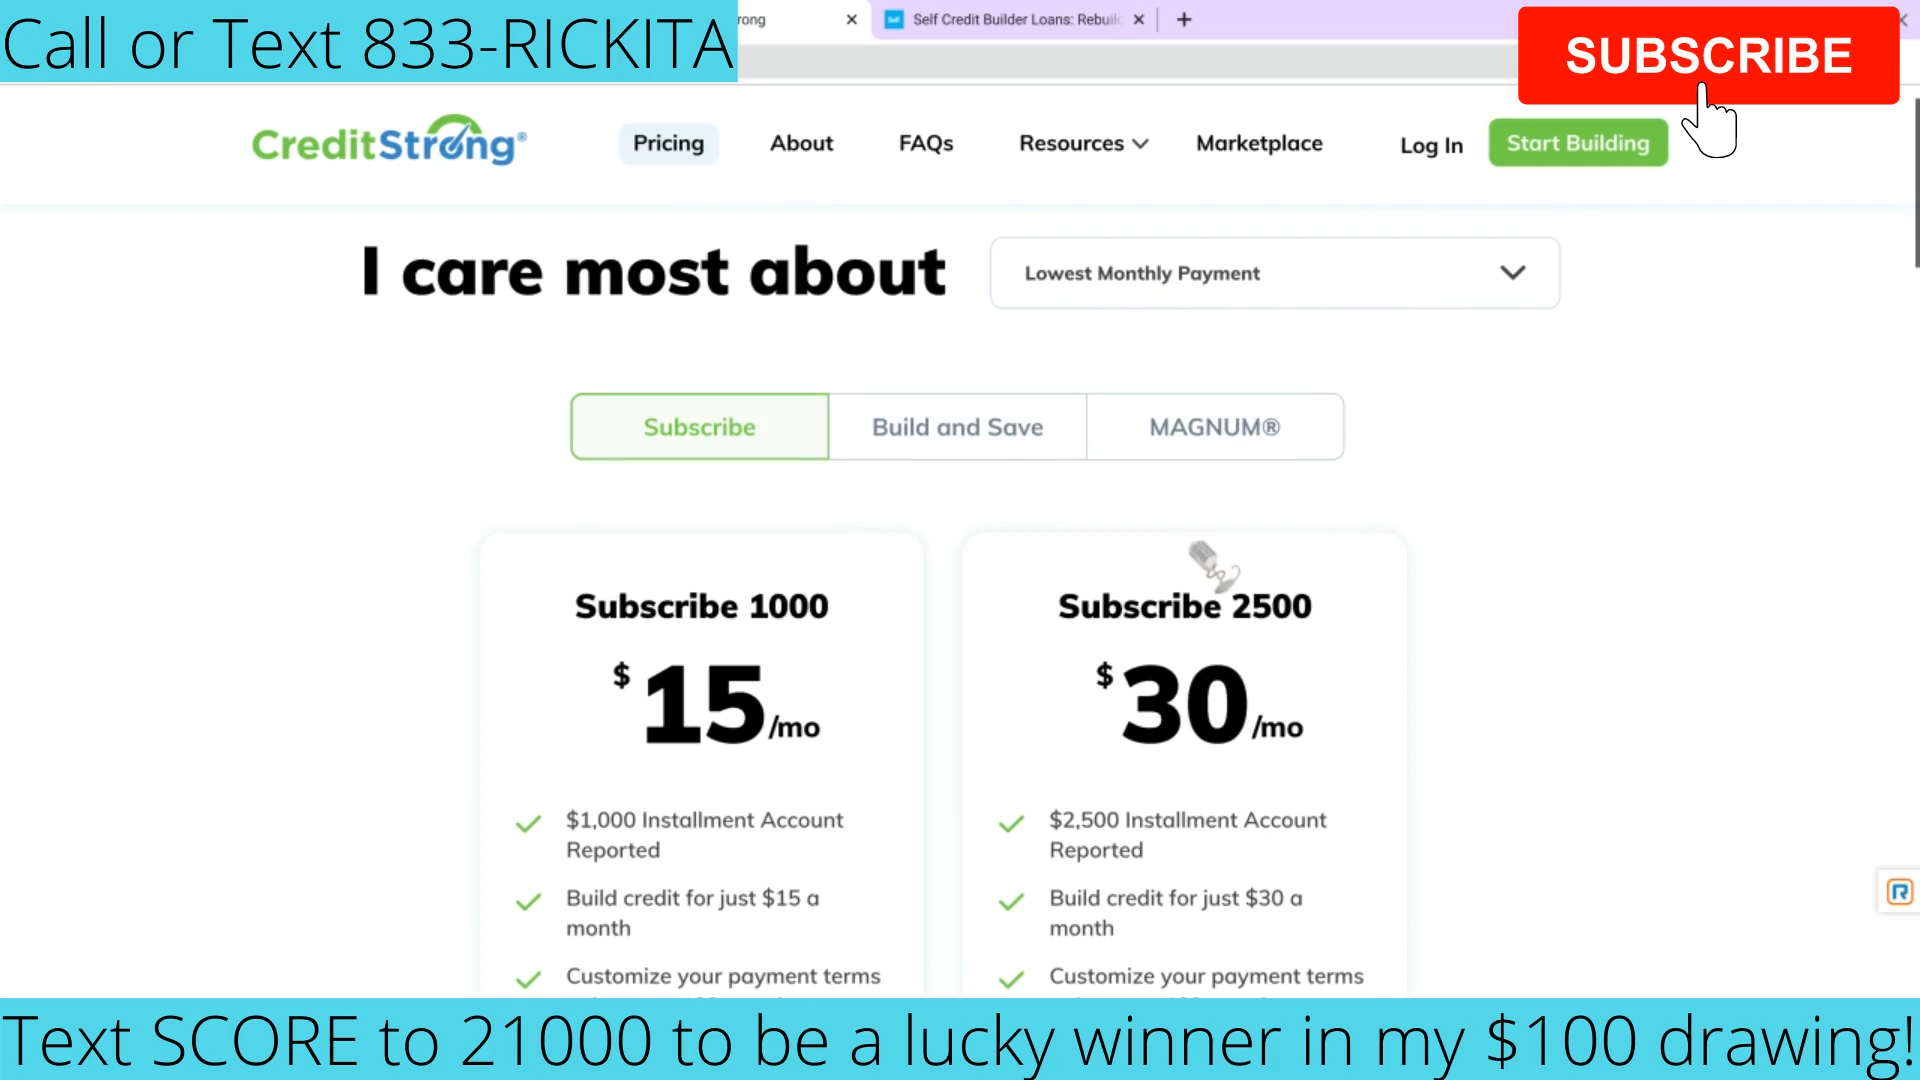 Call or Text 833-RICKITA
rong
Self Credit Builder Loans: Rebuil
SUBSCRIBE
CreditStrong®
Pricing
About
FAQs
Resources
Marketplace
Log In
Start Building
I care most about
Lowest Monthly Payment
Subscribe
Build and Save
MAGNUM®
Subscribe 1000
$15/mo
$1,000 Installment Account
Reported
Build credit for just $15 a
month
Customize your payment terms
Subscribe 2500
$30/mo
$2,500 Installment Account
Reported
Build credit for just $30 a
month
Customize your payment terms
Text SCORE to 21000 to be a lucky winner in my $100 drawing!